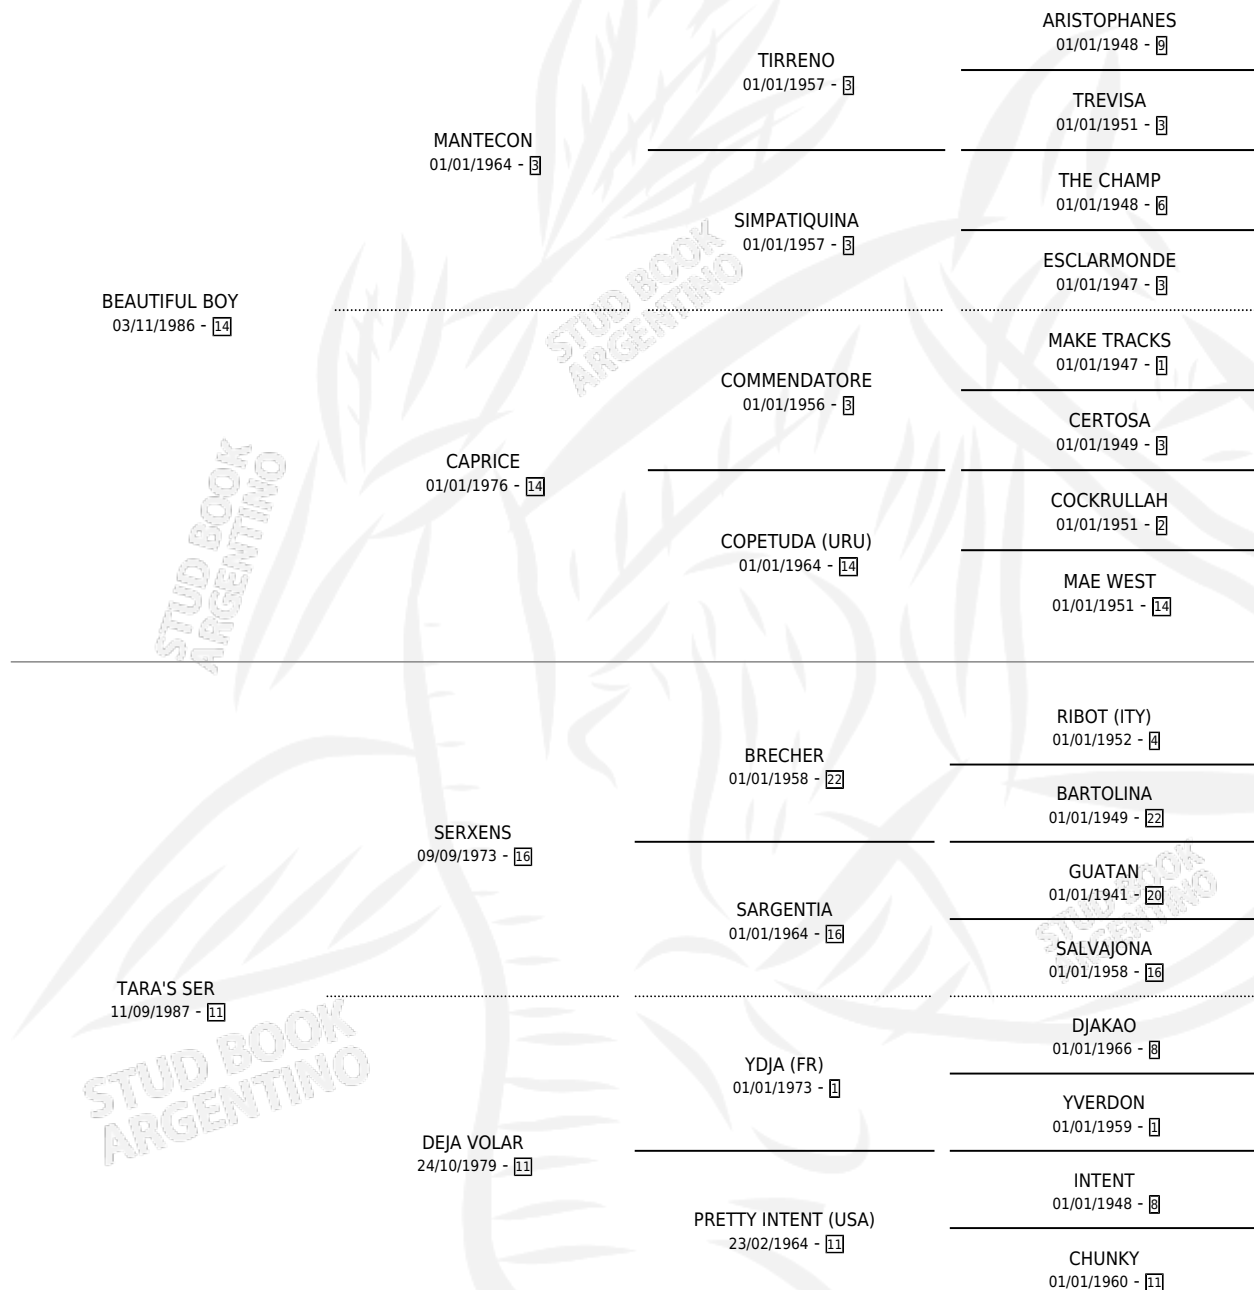 ARISTOPHANES
01/01/1948 - 9
TIRRENO
01/01/1957 - 3
TREVISA
01/01/1951 - 3
MANTECON
01/01/1964 - 3
THE CHAMP
01/01/1948 - 6
SIMPATIQUINA
01/01/1957 - 3
ESCLARMONDE
01/01/1947 - 3
BEAUTIFUL BOY
03/11/1986 - 14
MAKE TRACKS
01/01/1947 - 1
COMMENDATORE
01/01/1956 - 3
CERTOSA
01/01/1949 - 3
CAPRICE
01/01/1976 - 14
COCKRULLAH
01/01/1951 - 2
COPETUDA (URU)
01/01/1964 - 14
MAE WEST
01/01/1951 - 14
STUD BOOK
ARGENTINO
STUD BOOK
ARGENTINO
RIBOT (ITY)
01/01/1952 - 4
BRECHER
01/01/1958 - 22
BARTOLINA
01/01/1949 - 22
SERXENS
09/09/1973 - 16
GUATAN
01/01/1941 - 20
SARGENTIA
01/01/1964 - 16
SALVAJONA
01/01/1958 - 16
TARA'S SER
11/09/1987 - 11
DJAKAO
01/01/1966 - 8
YDJA (FR)
01/01/1973 - 1
YVERDON
01/01/1959 - 1
DEJA VOLAR
24/10/1979 - 11
INTENT
01/01/1948 - 8
PRETTY INTENT (USA)
23/02/1964 - 11
CHUNKY
01/01/1960 - 11
STUD BOOK
ARGENTINO
STUD BOOK
ARGENTINO